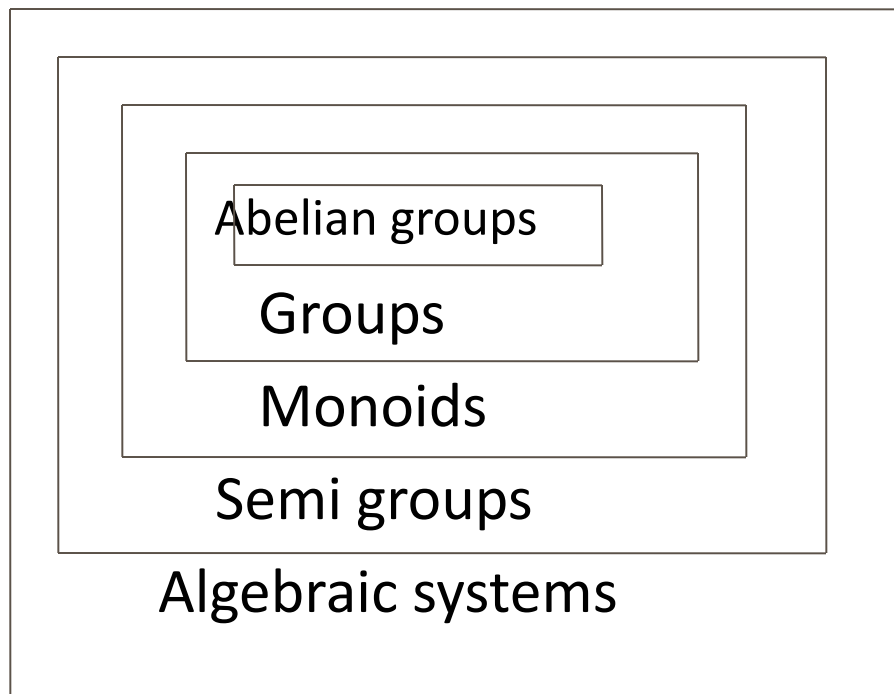 Abelian groups
Groups
Monoids
Semi groups
Algebraic systems